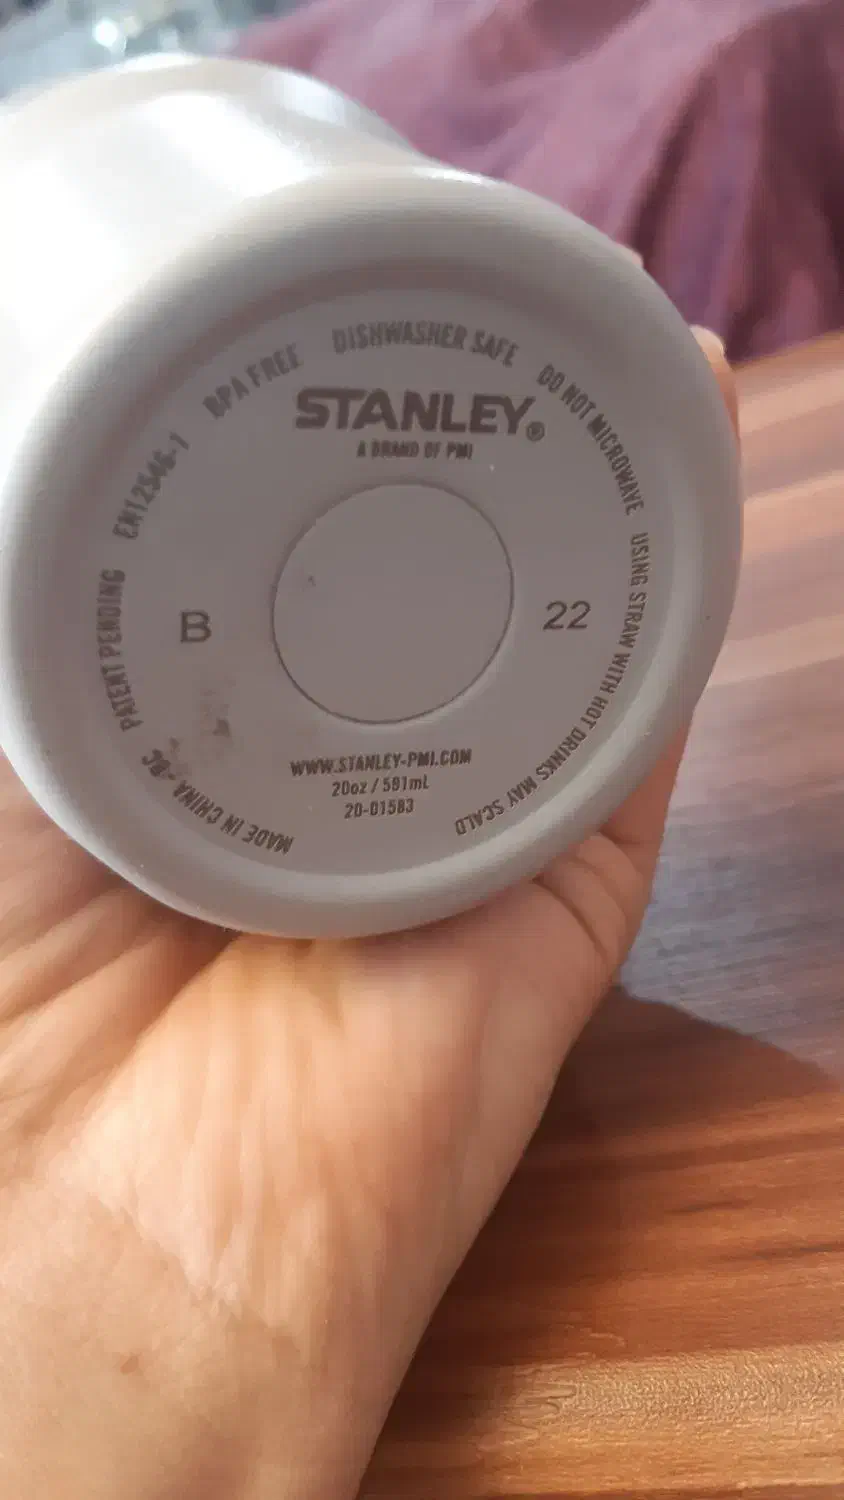 DISHWASHER SAFE
DO NOT MICROWAVE
USING STRAW WITH HOT DRINKS MAY SCALD
MADE IN CHINA -BC
PATENT PENDING
EN12546-1
BPA FREE
STANLEY®
A BRAND OF PMI
B
22
WWW.STANLEY-PMI.COM
20oz / 591mL
20-01583